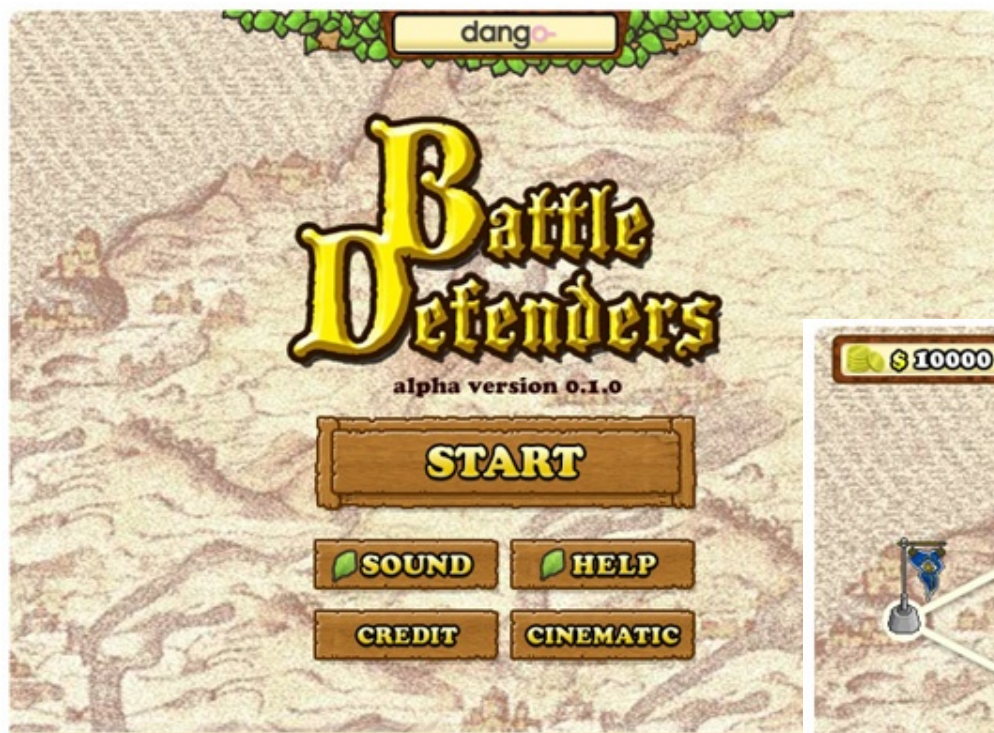 dango
Battle
Defenders
alpha version 0.1.0
START
SOUND
HELP
CREDIT
CINEMATIC
$ 10000